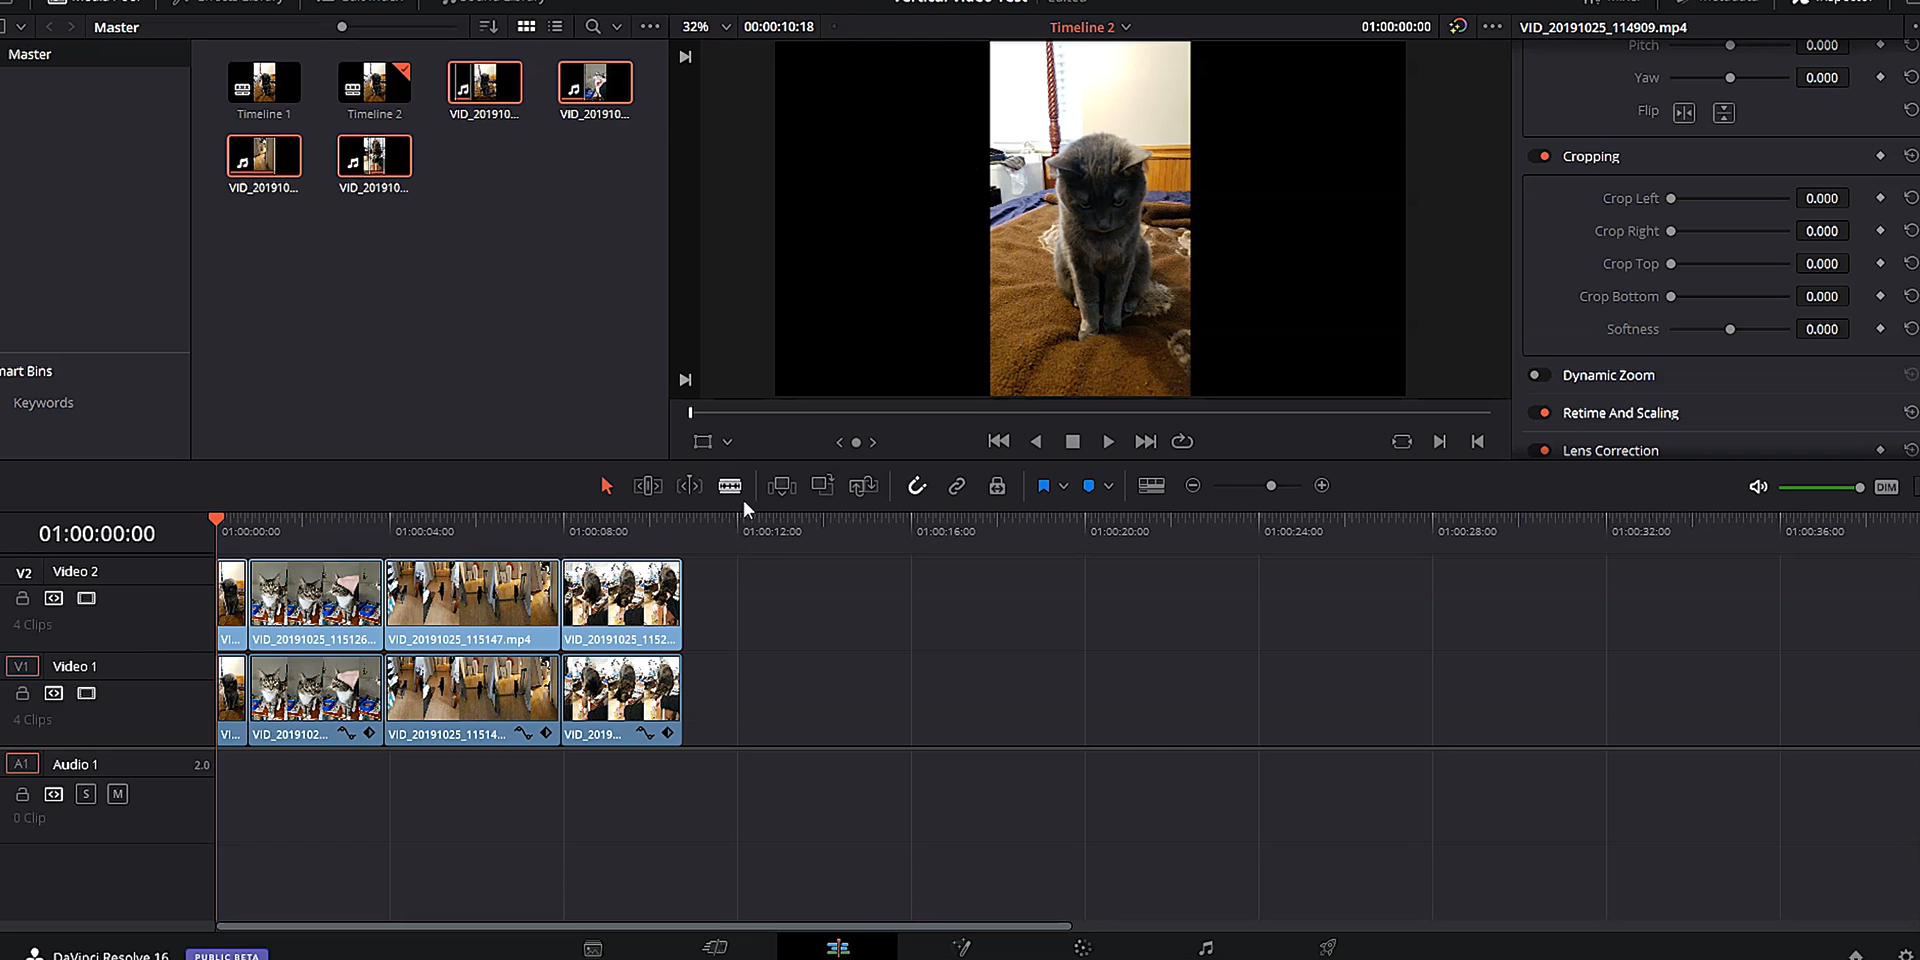 Vertical Video Test Edited
Master
32%
00:00:10:18
Timeline 2
01:00:00:00
VID_20191025_114909.mp4
Master
Timeline 1
Timeline 2
VID_201910...
VID_201910...
VID_201910...
VID_201910...
mart Bins
Keywords
Pitch 0.000
Yaw 0.000
Flip
Cropping
Crop Left 0.000
Crop Right 0.000
Crop Top 0.000
Crop Bottom 0.000
Softness 0.000
Dynamic Zoom
Retime And Scaling
Lens Correction
DIM
01:00:00:00
01:00:00:00 01:00:04:00 01:00:08:00 01:00:12:00 01:00:16:00 01:00:20:00 01:00:24:00 01:00:28:00 01:00:32:00 01:00:36:00
V2 Video 2
4 Clips
VI... VID_20191025_115126... VID_20191025_115147.mp4 VID_20191025_1152...
V1 Video 1
4 Clips
VI... VID_2019102... VID_20191025_11514... VID_2019...
A1 Audio 1 2.0
S M
0 Clip
DaVinci Resolve 16 PUBLIC BETA